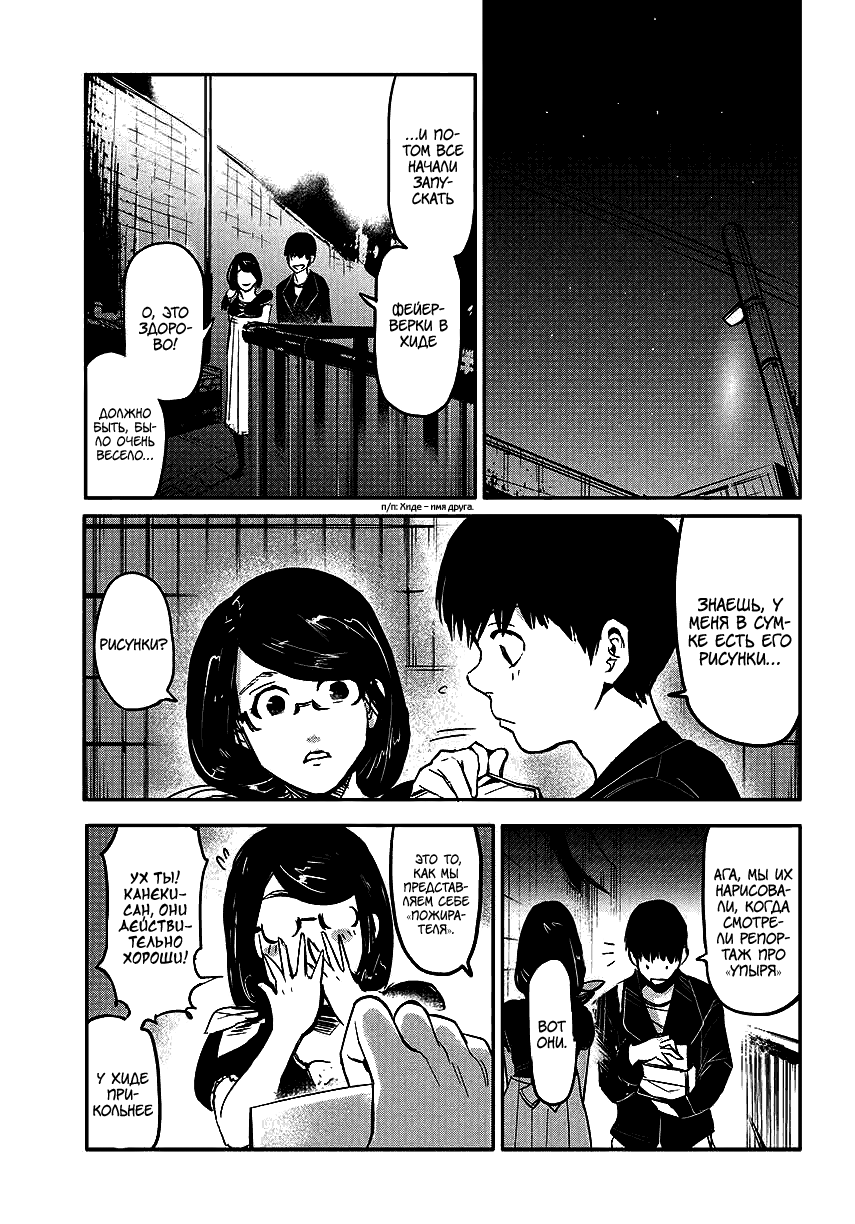 ...И ПО-
ТОМ ВСЕ
НАЧАЛИ
ЗАПУ-
СКАТЬ
ФЕЙЕР-
ВЕРКИ В
ХИДЕ
О, ЭТО
ЗДОРО-
ВО!
ДОЛЖНО
БЫТЬ, БЫ-
ЛО ОЧЕНЬ
ВЕСЕЛО...
п/п: Хиде – имя друга.
ЗНАЕШЬ, У
МЕНЯ В СУМ-
КЕ ЕСТЬ ЕГО
РИСУНКИ...
РИСУНКИ?
АГА, МЫ ИХ
НАРИСОВА-
ЛИ, КОГДА
СМОТРЕ-
ЛИ РЕПОР-
ТАЖ ПРО
«УПЫРЯ»
ВОТ
ОНИ.
ЭТО ТО,
КАК МЫ
ПРЕДСТАВ-
ЛЯЕМ СЕБЕ
«ПОЖИРА-
ТЕЛЯ».
УХ ТЫ!
КАНЕКИ-
САН, ОНИ
ДЕЙСТВИ-
ТЕЛЬНО
ХОРОШИ!
У ХИДЕ
ПРИ-
КОЛЬНЕЕ